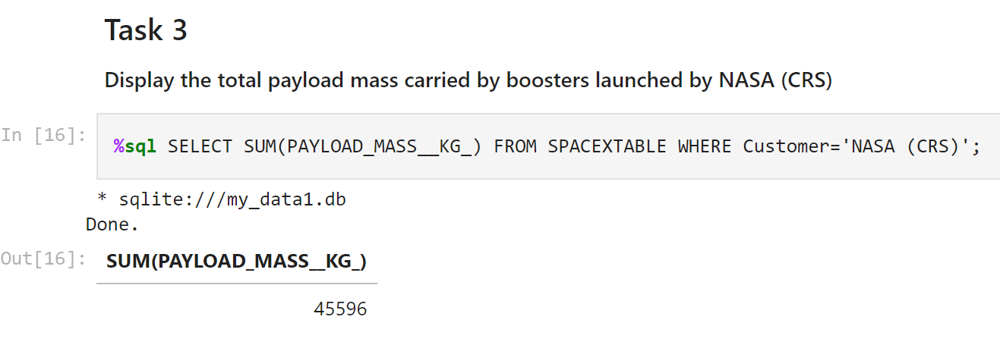 Task 3
Display the total payload mass carried by boosters launched by NASA (CRS)
In [16]: %sql SELECT SUM(PAYLOAD_MASS__KG_) FROM SPACEXTABLE WHERE Customer='NASA (CRS)';
* sqlite:///my_data1.db
Done.
Out[16]: SUM(PAYLOAD_MASS__KG_)
45596